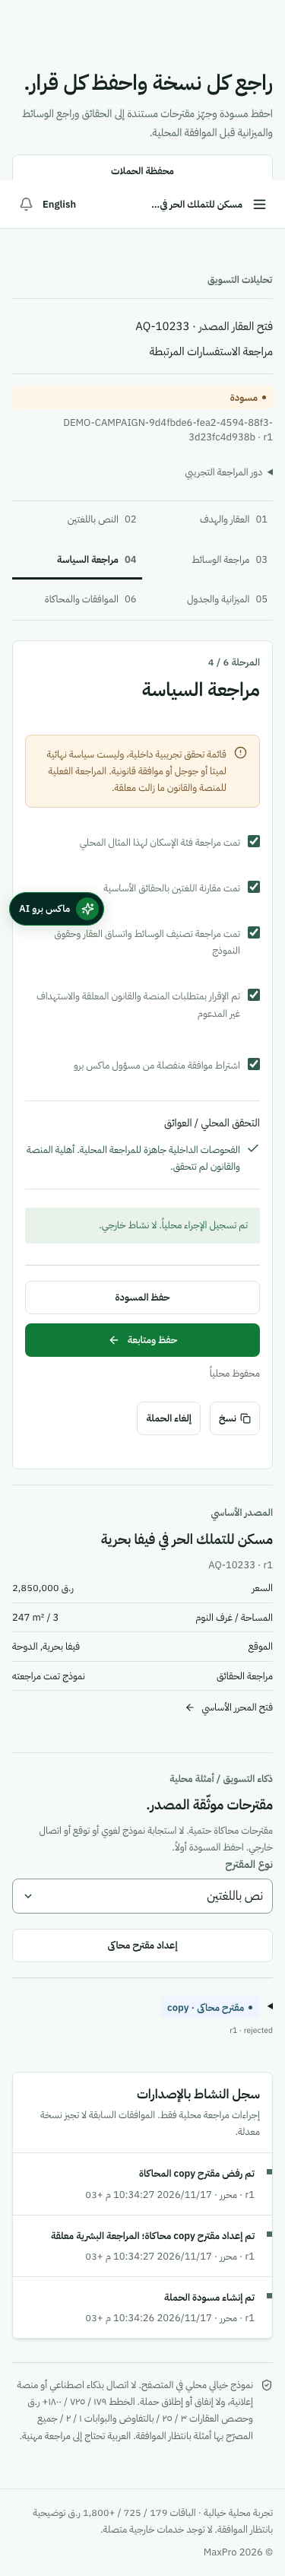 راجع كل نسخة واحفظ كل قرار.
احفظ مسودة وجهّز مقترحات مستندة إلى الحقائق وراجع الوسائط
والميزانية قبل الموافقة المحلية.
محفظة الحملات
مسكن للتملك الحر في...
English
تحليلات التسويق
فتح العقار المصدر · AQ-10233
مراجعة الاستفسارات المرتبطة
مسودة
DEMO-CAMPAIGN-9d4fbde6-fea2-4594-88f3-
3d23fc4d938b · r1
دور المراجعة التجريبي
01 العقار والهدف
02 النص باللغتين
03 مراجعة الوسائط
04 مراجعة السياسة
05 الميزانية والجدول
06 الموافقات والمحاكاة
المرحلة 6 / 4
مراجعة السياسة
قائمة تحقق تجريبية داخلية، وليست سياسة نهائية
لميتا أو جوجل أو موافقة قانونية. المراجعة الفعلية
للمنصة والقانون ما زالت معلقة.
تمت مراجعة فئة الإسكان لهذا المثال المحلي
تمت مقارنة اللغتين بالحقائق الأساسية
ماكس برو AI
تمت مراجعة تصنيف الوسائط واتساق العقار وحقوق
النموذج
تم الإقرار بمتطلبات المنصة والقانون المعلقة والاستهداف
غير المدعوم
اشتراط موافقة منفصلة من مسؤول ماكس برو
التحقق المحلي / العوائق
الفحوصات الداخلية جاهزة للمراجعة المحلية. أهلية المنصة
والقانون لم تتحقق.
تم تسجيل الإجراء محلياً. لا نشاط خارجي.
حفظ المسودة
حفظ ومتابعة
محفوظ محلياً
نسخ
إلغاء الحملة
المصدر الأساسي
مسكن للتملك الحر في فيفا بحرية
AQ-10233 · r1
السعر
2,850,000 ر.ق
المساحة / غرف النوم
247 m² / 3
الموقع
فيفا بحرية, الدوحة
مراجعة الحقائق
نموذج تمت مراجعته
فتح المحرر الأساسي
ذكاء التسويق / أمثلة محلية
مقترحات موثّقة المصدر.
مقترحات محاكاة حتمية. لا استجابة نموذج لغوي أو توقع أو اتصال
خارجي. احفظ المسودة أولاً.
نوع المقترح
نص باللغتين
إعداد مقترح محاكى
مقترح محاكى · copy
r1 · rejected
سجل النشاط بالإصدارات
إجراءات مراجعة محلية فقط. الموافقات السابقة لا تجيز نسخة
معدلة.
تم رفض مقترح copy المحاكاة
r1 · محرر · 2026/11/17 10:34:27 م +03
تم إعداد مقترح copy محاكاة؛ المراجعة البشرية معلقة
r1 · محرر · 2026/11/17 10:34:27 م +03
تم إنشاء مسودة الحملة
r1 · محرر · 2026/11/17 10:34:26 م +03
نموذج خيالي محلي في المتصفح. لا اتصال بذكاء اصطناعي أو منصة
إعلانية، ولا إنفاق أو إطلاق حملة. الخطط ١٧٩ / ٧٢٥ / ١٨٠٠+ ر.ق
وحصص العقارات ٣ / ٢٥ / بالتفاوض والبوابات ١ / ٢ / جميع
المصرّح بها أمثلة بانتظار الموافقة. العربية تحتاج إلى مراجعة مهنية.
تجربة محلية خيالية · الباقات 179 / 725 / +1,800 ر.ق توضيحية
بانتظار الموافقة. لا توجد خدمات خارجية متصلة.
© 2026 MaxPro